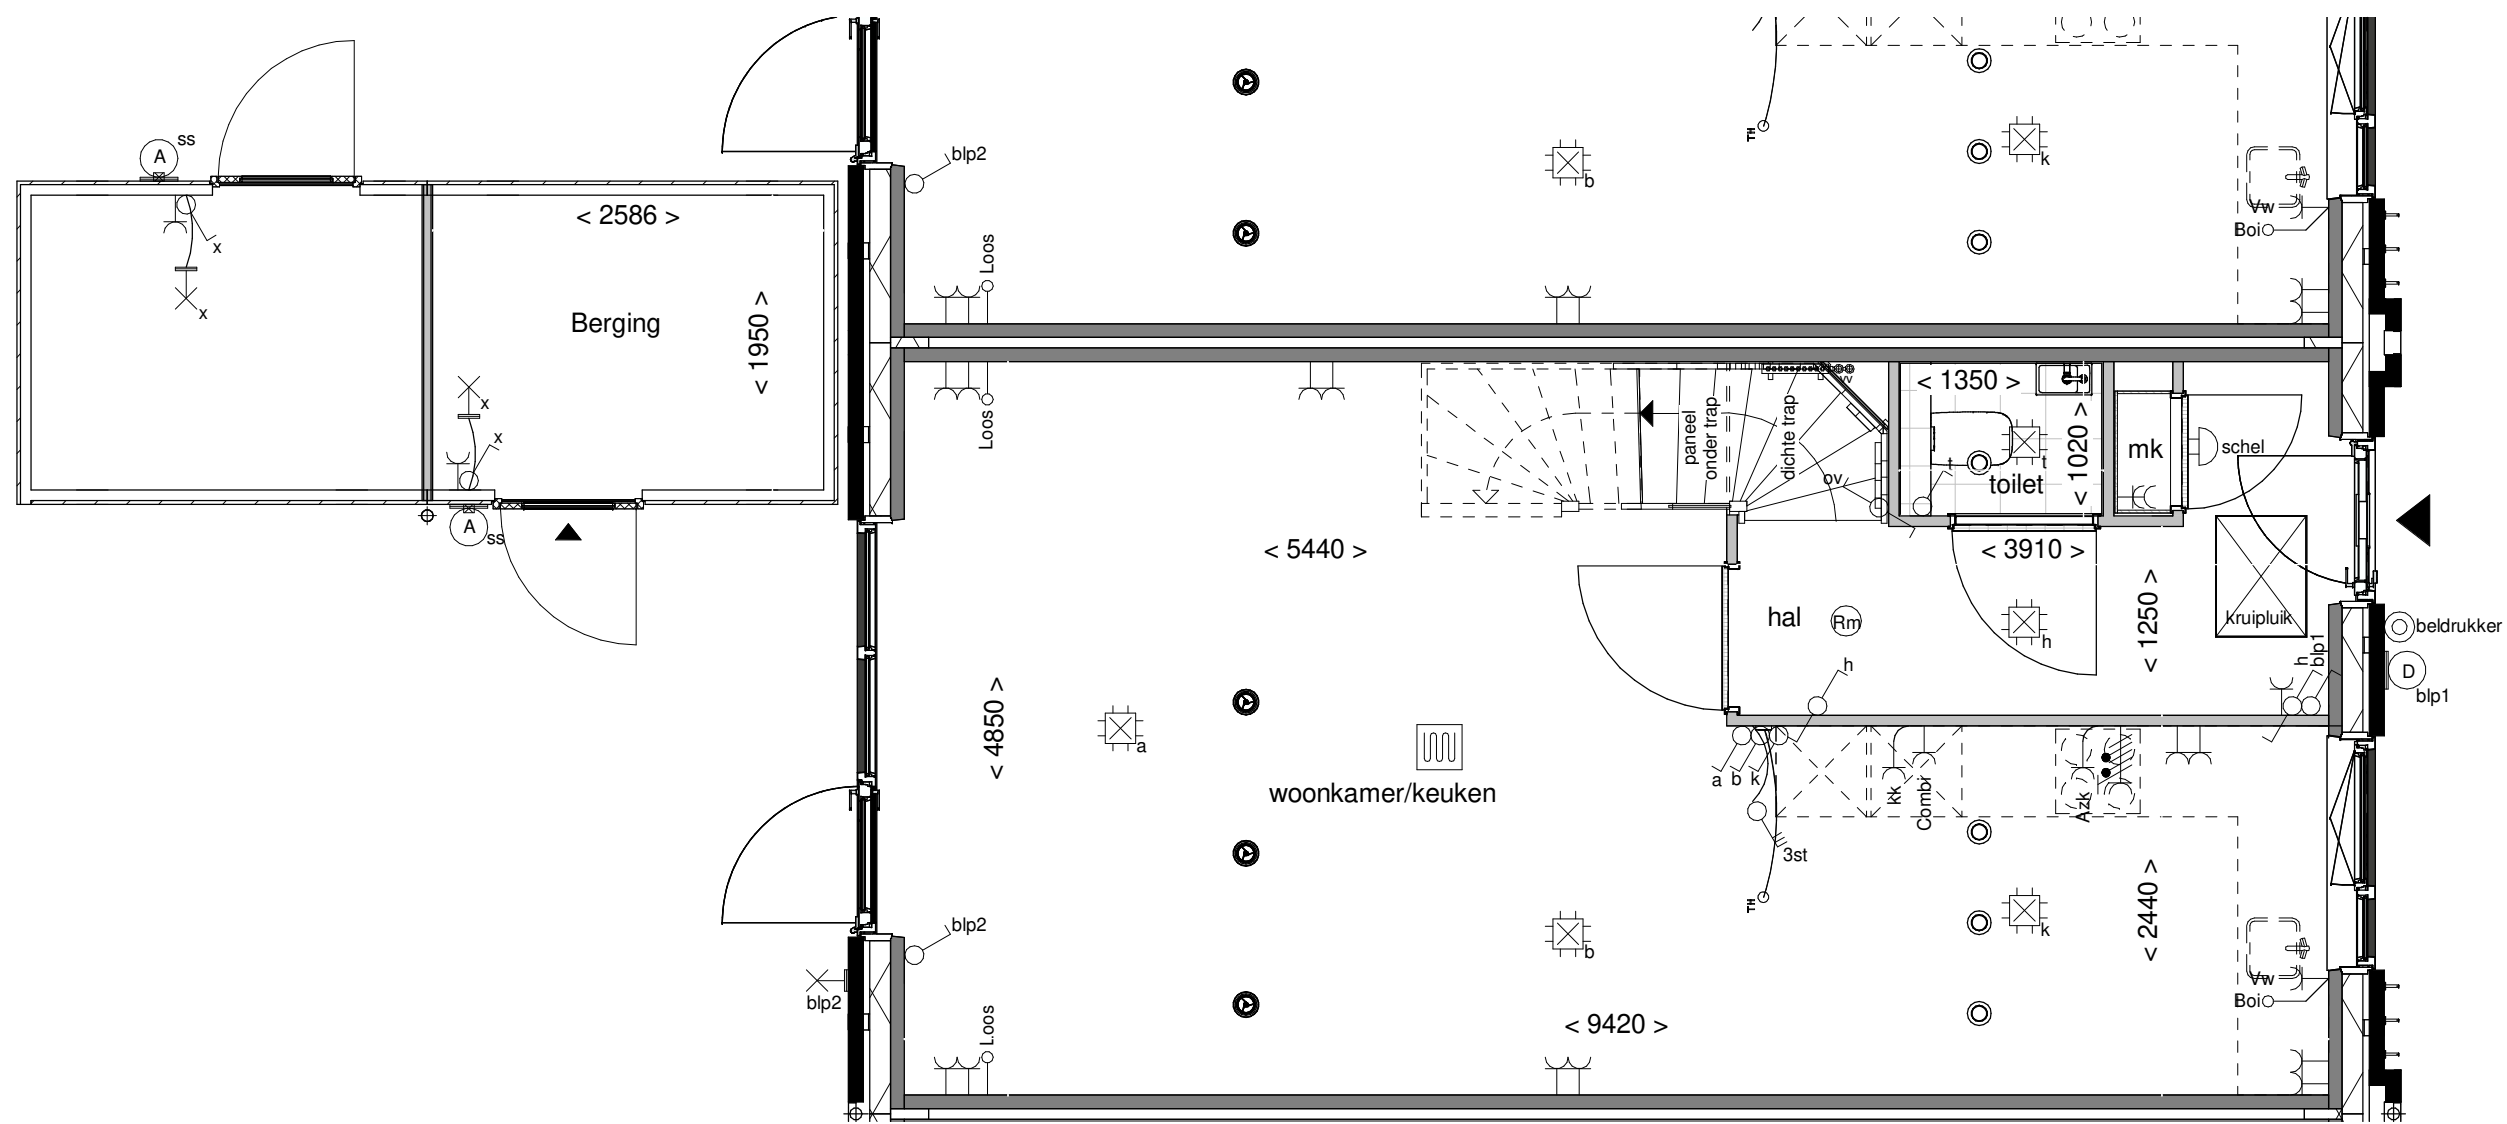 TH
k
b
A
ss
blp2
x
x
< 2586 >
Vw
Boi
Loos
< 1950 >
Berging
x
x
A
ss
Loos
paneel
onder trap
dichte trap
ov
< 1350 >
< 1020 >
t
t
toilet
mk
schel
< 5440 >
< 3910 >
hal
Rm
h
< 1250 >
kruipluik
beldrukker
h
blp1
D
blp1
h
< 4850 >
a
woonkamer/keuken
a
b
k
kk
Combi
Azk
3st
TH
k
b
< 2440 >
blp2
blp2
Vw
Boi
Loos
< 9420 >